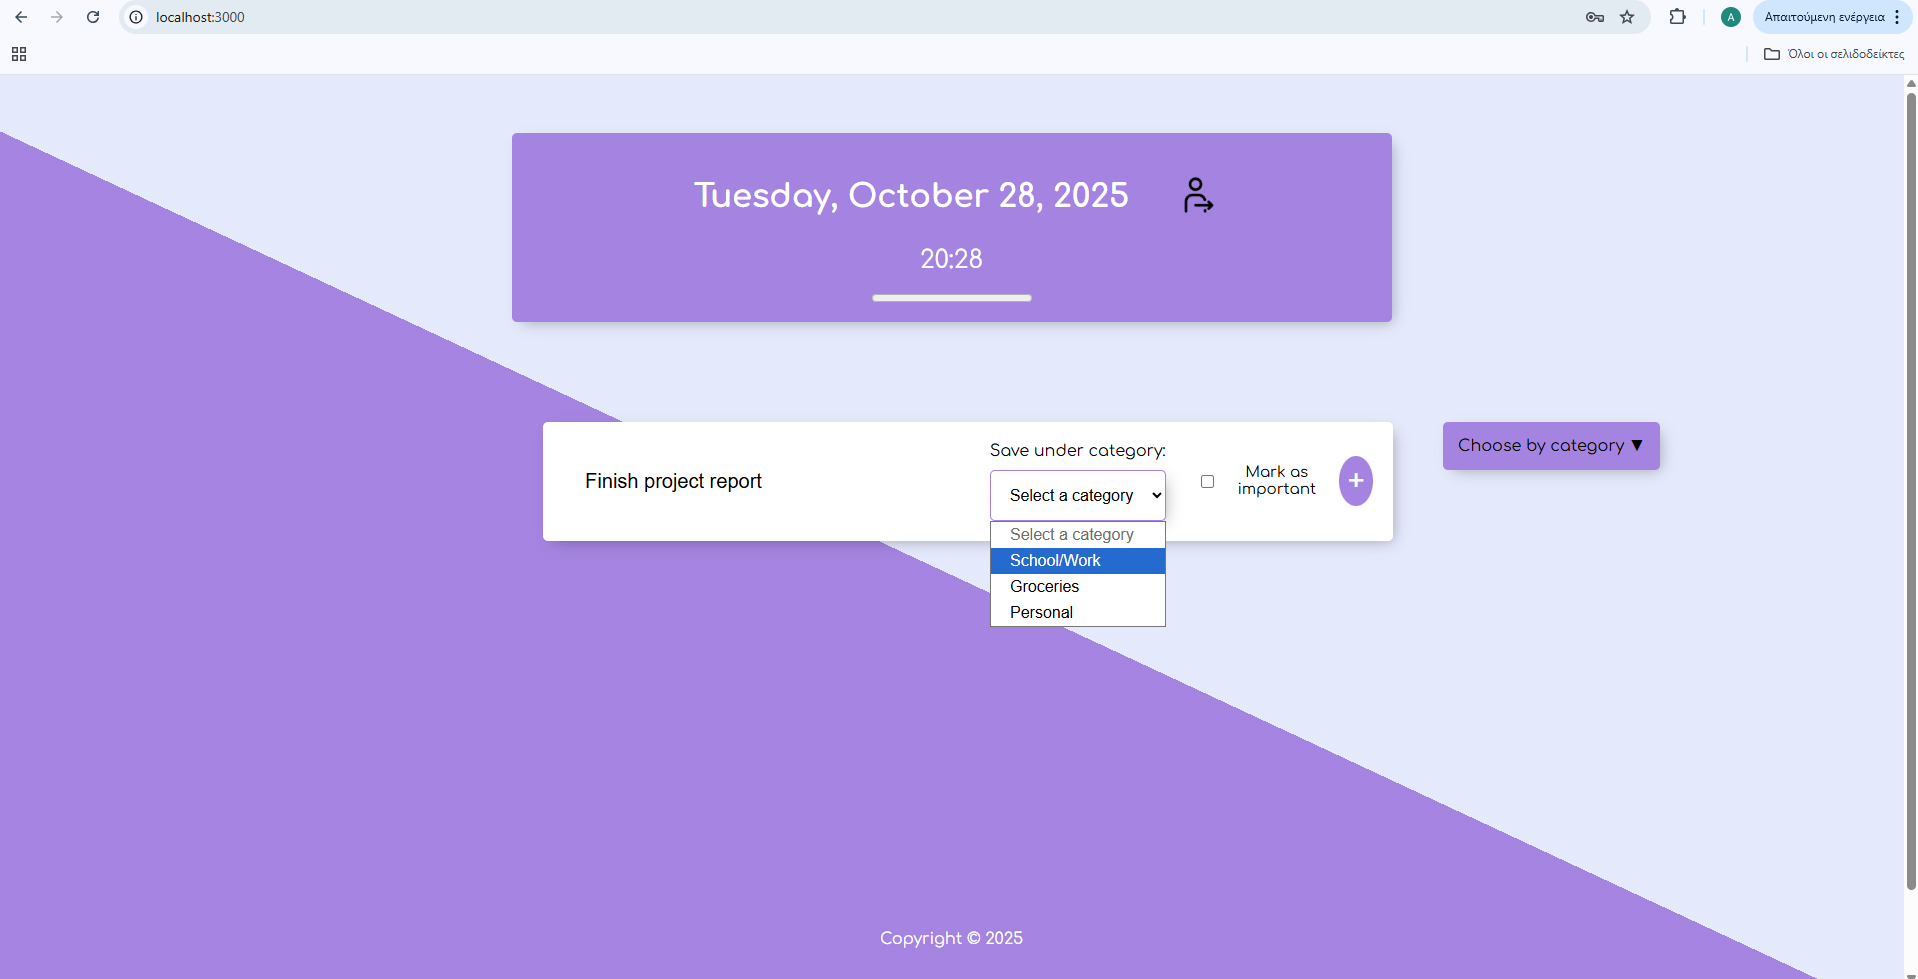 localhost:3000
A
Απαιτούμενη ενέργεια
Όλοι οι σελιδοδείκτες
Tuesday, October 28, 2025
20:28
Save under category:
Finish project report
Select a category
Mark as
important
+
Choose by category ▼
Select a category
School/Work
Groceries
Personal
Copyright © 2025